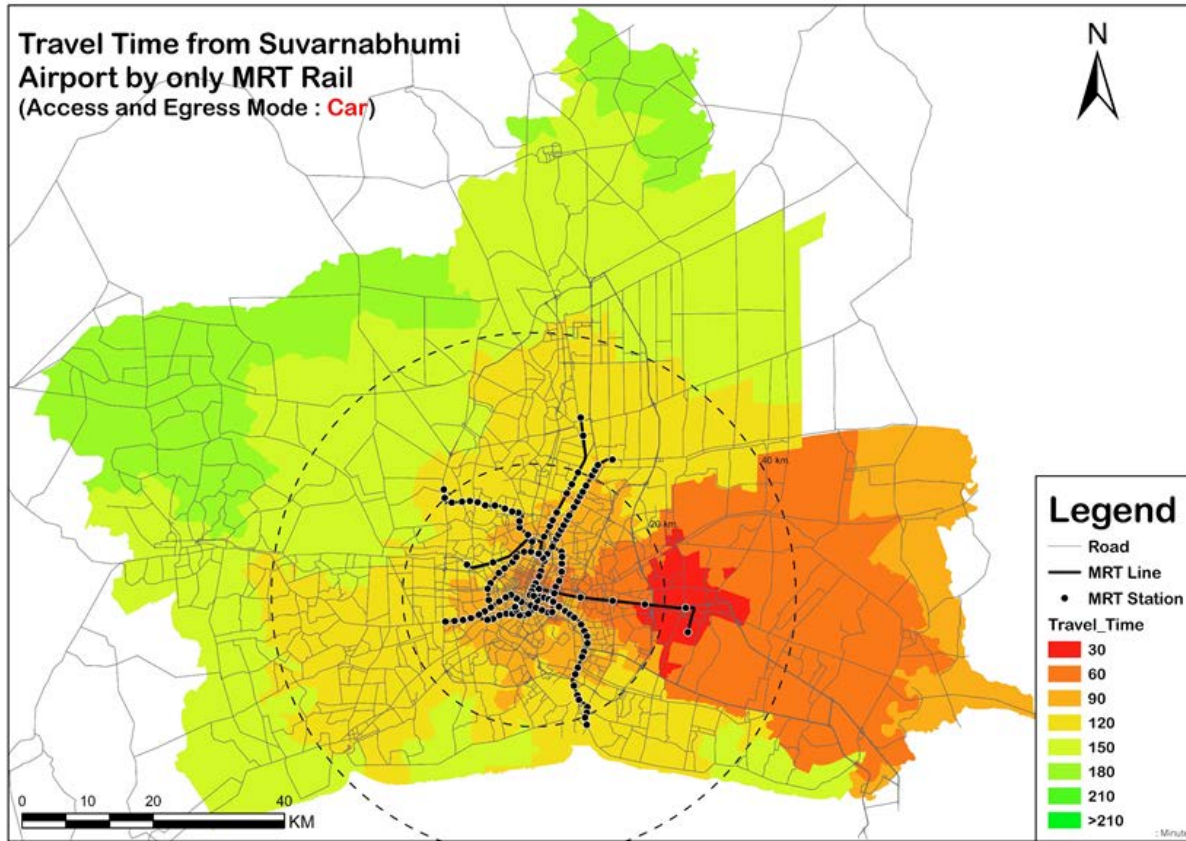 Travel Time from Suvarnabhumi
Airport by only MRT Rail
(Access and Egress Mode : Car)
N
40 km
20 km
Legend
Road
MRT Line
MRT Station
Travel_Time
30
60
90
120
150
180
210
>210
: Minute
0 10 20 40
KM